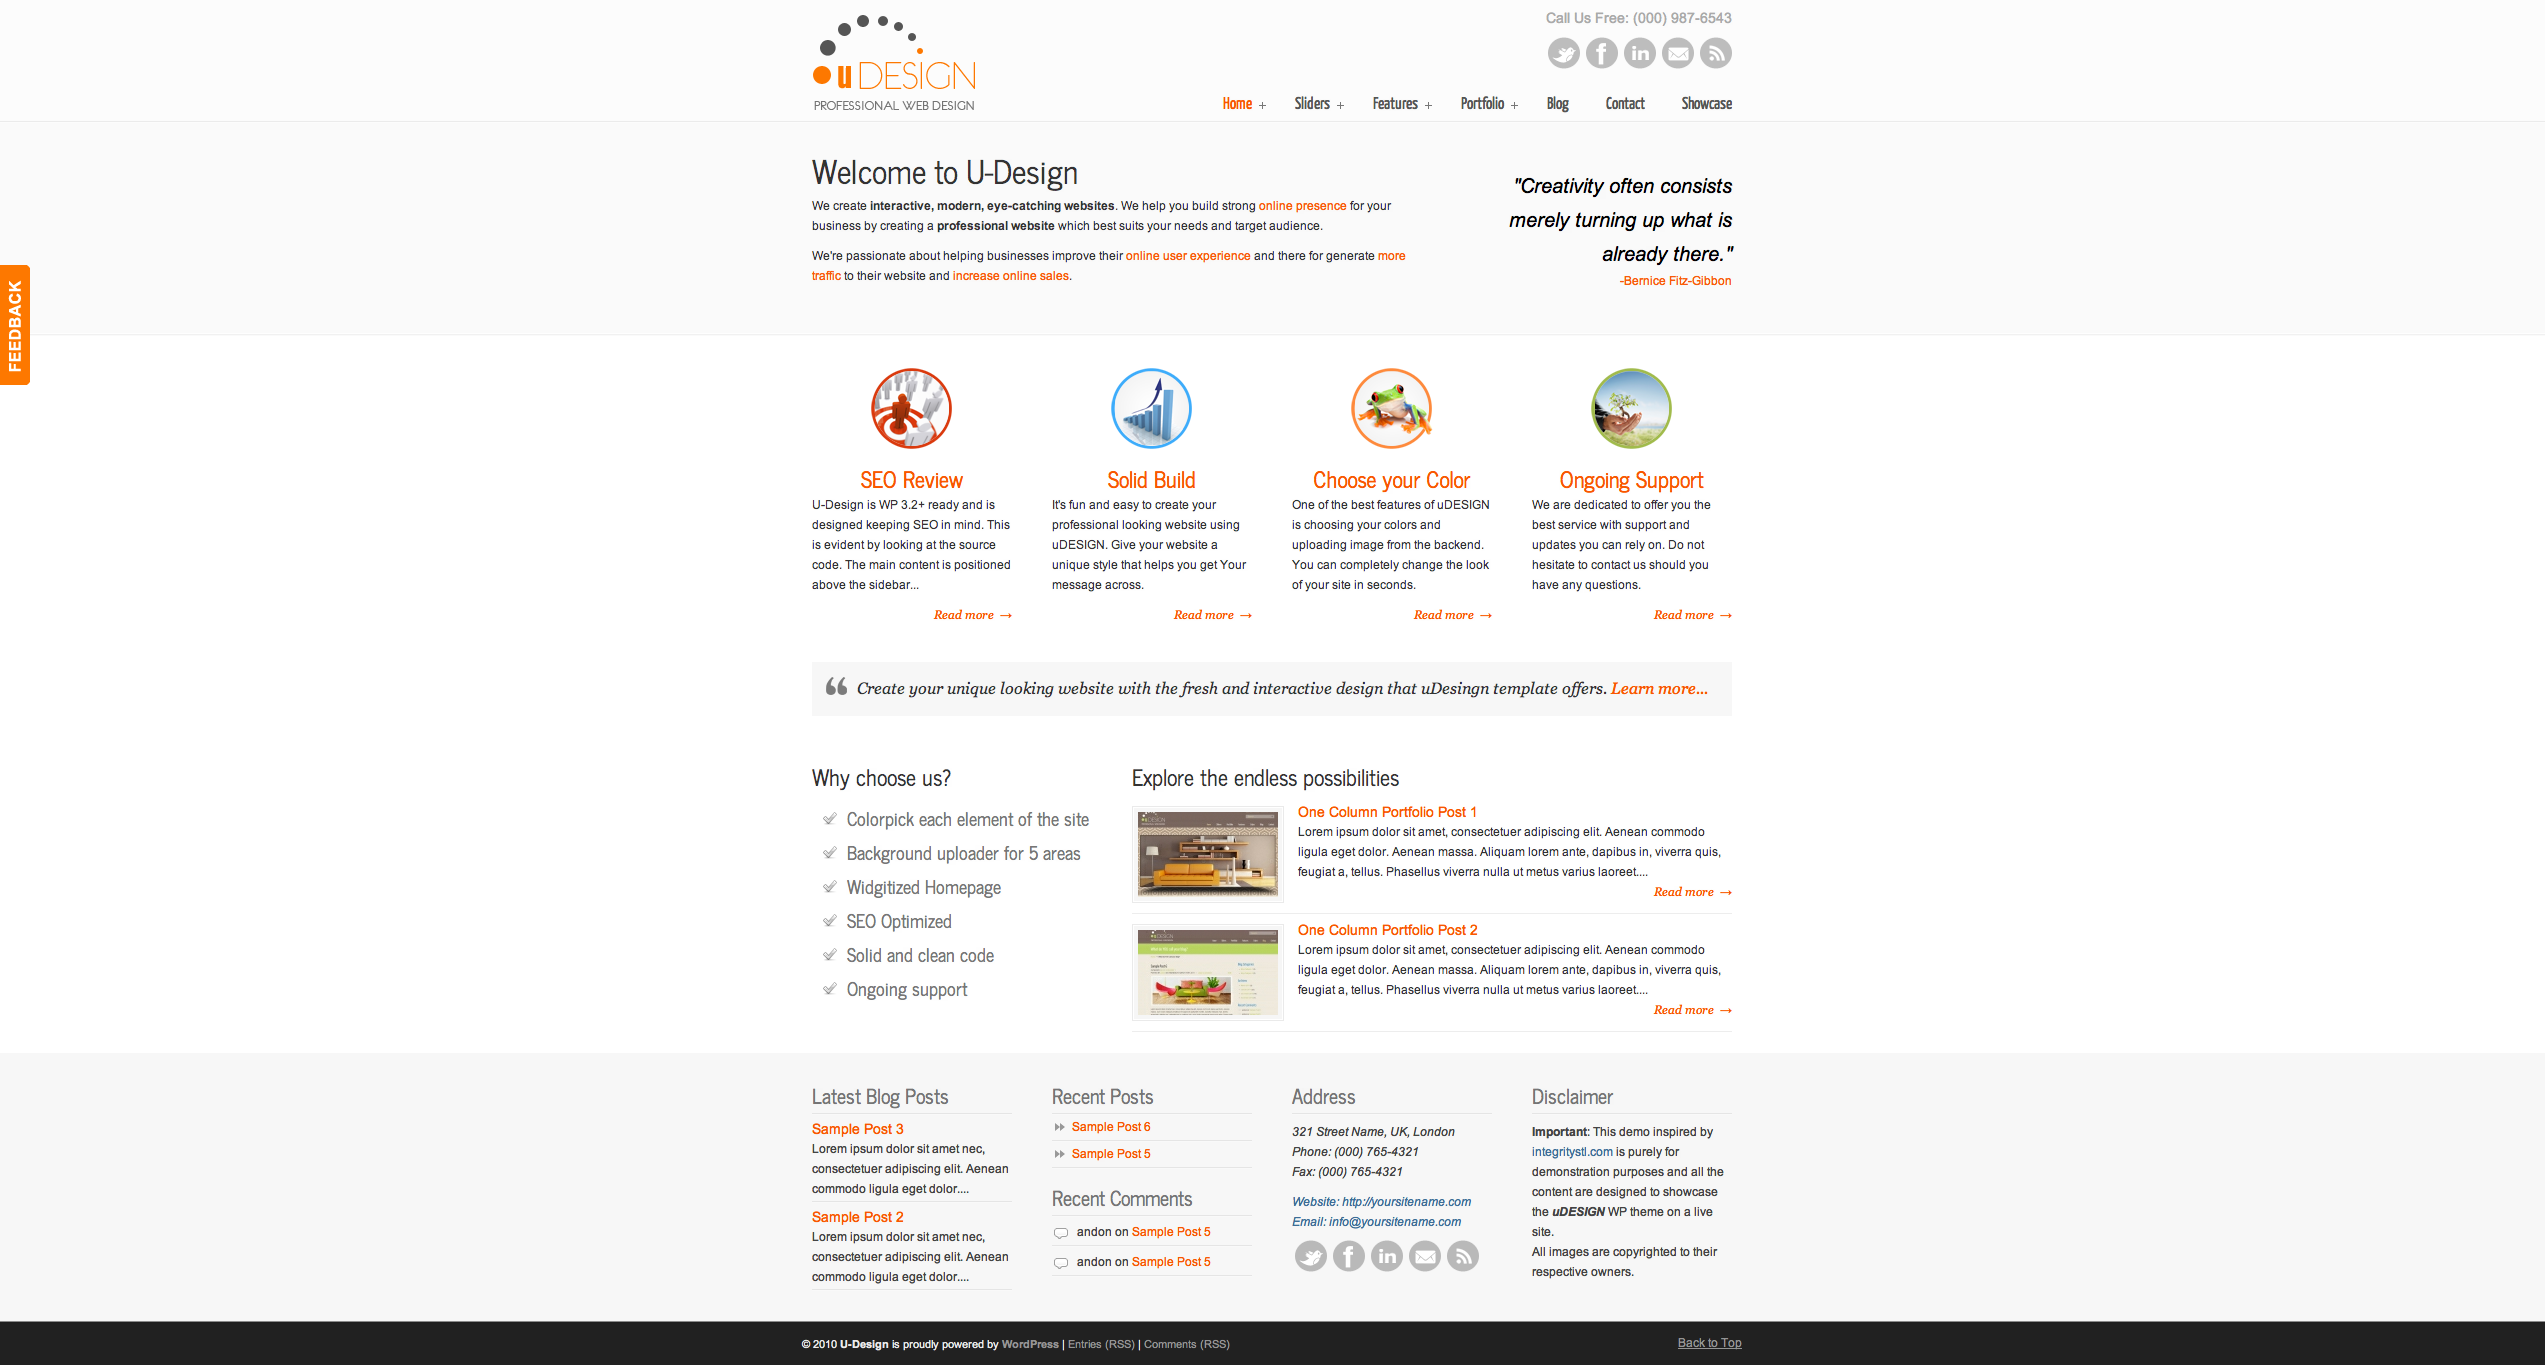 Call Us Free: (000) 987-6543
uDESIGN
PROFESSIONAL WEB DESIGN
Home + Sliders + Features + Portfolio + Blog Contact Showcase
Welcome to U-Design
We create interactive, modern, eye-catching websites. We help you build strong online presence for your
business by creating a professional website which best suits your needs and target audience.
We're passionate about helping businesses improve their online user experience and there for generate more
traffic to their website and increase online sales.
"Creativity often consists
merely turning up what is
already there."
-Bernice Fitz-Gibbon
FEEDBACK
SEO Review
U-Design is WP 3.2+ ready and is
designed keeping SEO in mind. This
is evident by looking at the source
code. The main content is positioned
above the sidebar...
Read more →
Solid Build
It's fun and easy to create your
professional looking website using
uDESIGN. Give your website a
unique style that helps you get Your
message across.
Read more →
Choose your Color
One of the best features of uDESIGN
is choosing your colors and
uploading image from the backend.
You can completely change the look
of your site in seconds.
Read more →
Ongoing Support
We are dedicated to offer you the
best service with support and
updates you can rely on. Do not
hesitate to contact us should you
have any questions.
Read more →
“ Create your unique looking website with the fresh and interactive design that uDesingn template offers. Learn more...
Why choose us?
Colorpick each element of the site
Background uploader for 5 areas
Widgitized Homepage
SEO Optimized
Solid and clean code
Ongoing support
Explore the endless possibilities
One Column Portfolio Post 1
Lorem ipsum dolor sit amet, consectetuer adipiscing elit. Aenean commodo
ligula eget dolor. Aenean massa. Aliquam lorem ante, dapibus in, viverra quis,
feugiat a, tellus. Phasellus viverra nulla ut metus varius laoreet....
Read more →
One Column Portfolio Post 2
Lorem ipsum dolor sit amet, consectetuer adipiscing elit. Aenean commodo
ligula eget dolor. Aenean massa. Aliquam lorem ante, dapibus in, viverra quis,
feugiat a, tellus. Phasellus viverra nulla ut metus varius laoreet....
Read more →
Latest Blog Posts
Sample Post 3
Lorem ipsum dolor sit amet nec,
consectetuer adipiscing elit. Aenean
commodo ligula eget dolor....
Sample Post 2
Lorem ipsum dolor sit amet nec,
consectetuer adipiscing elit. Aenean
commodo ligula eget dolor....
Recent Posts
Sample Post 6
Sample Post 5
Recent Comments
andon on Sample Post 5
andon on Sample Post 5
Address
321 Street Name, UK, London
Phone: (000) 765-4321
Fax: (000) 765-4321
Website: http://yoursitename.com
Email: info@yoursitename.com
Disclaimer
Important: This demo inspired by
integritystl.com is purely for
demonstration purposes and all the
content are designed to showcase
the uDESIGN WP theme on a live
site.
All images are copyrighted to their
respective owners.
© 2010 U-Design is proudly powered by WordPress | Entries (RSS) | Comments (RSS)
Back to Top